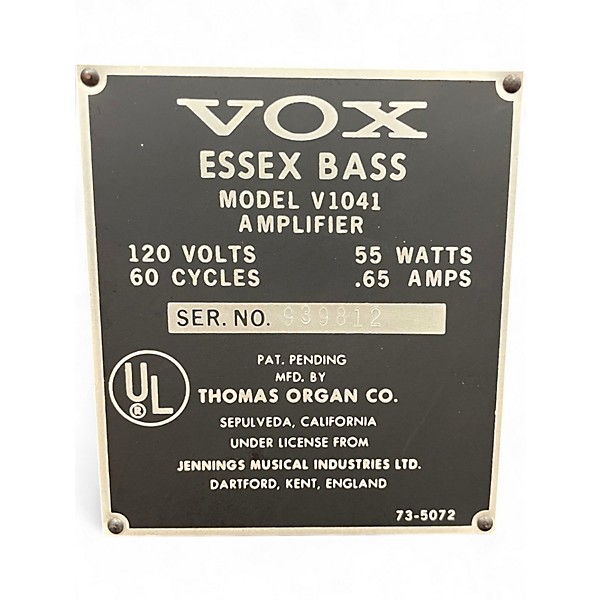 VOX
ESSEX BASS
MODEL V1041
AMPLIFIER
120 VOLTS 55 WATTS
60 CYCLES .65 AMPS
SER. NO. 939812
PAT. PENDING
MFD. BY
UL ®
THOMAS ORGAN CO.
SEPULVEDA, CALIFORNIA
UNDER LICENSE FROM
JENNINGS MUSICAL INDUSTRIES LTD.
DARTFORD, KENT, ENGLAND
73-5072